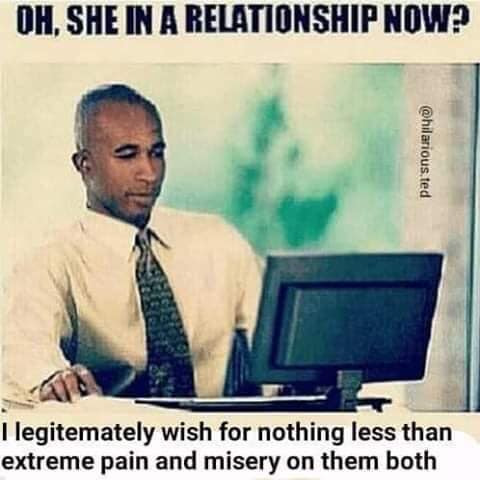 OH, SHE IN A RELATIONSHIP NOW?
@hilarious.ted
I legitemately wish for nothing less than
extreme pain and misery on them both